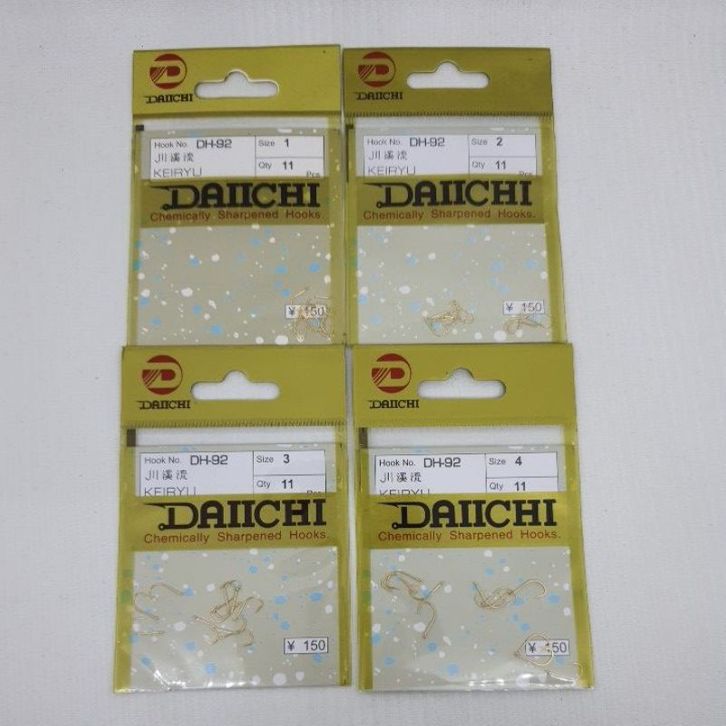 DAIICHI
Hook No. DH-92 Size 1
川溪流 Qty 11
KEIRYU Pcs
DAIICHI
Chemically Sharpened Hooks.
¥ 150
DAIICHI
Hook No. DH-92 Size 2
川溪流 Qty 11
KEIRYU
DAIICHI
Chemically Sharpened Hooks.
¥ 150
DAIICHI
Hook No. DH-92 Size 3
川溪流 Qty 11
KEIRYU Pcs
DAIICHI
Chemically Sharpened Hooks.
¥ 150
DAIICHI
Hook No. DH-92 Size 4
川溪流 Qty 11
KEIRYU
DAIICHI
Chemically Sharpened Hooks.
¥ 150